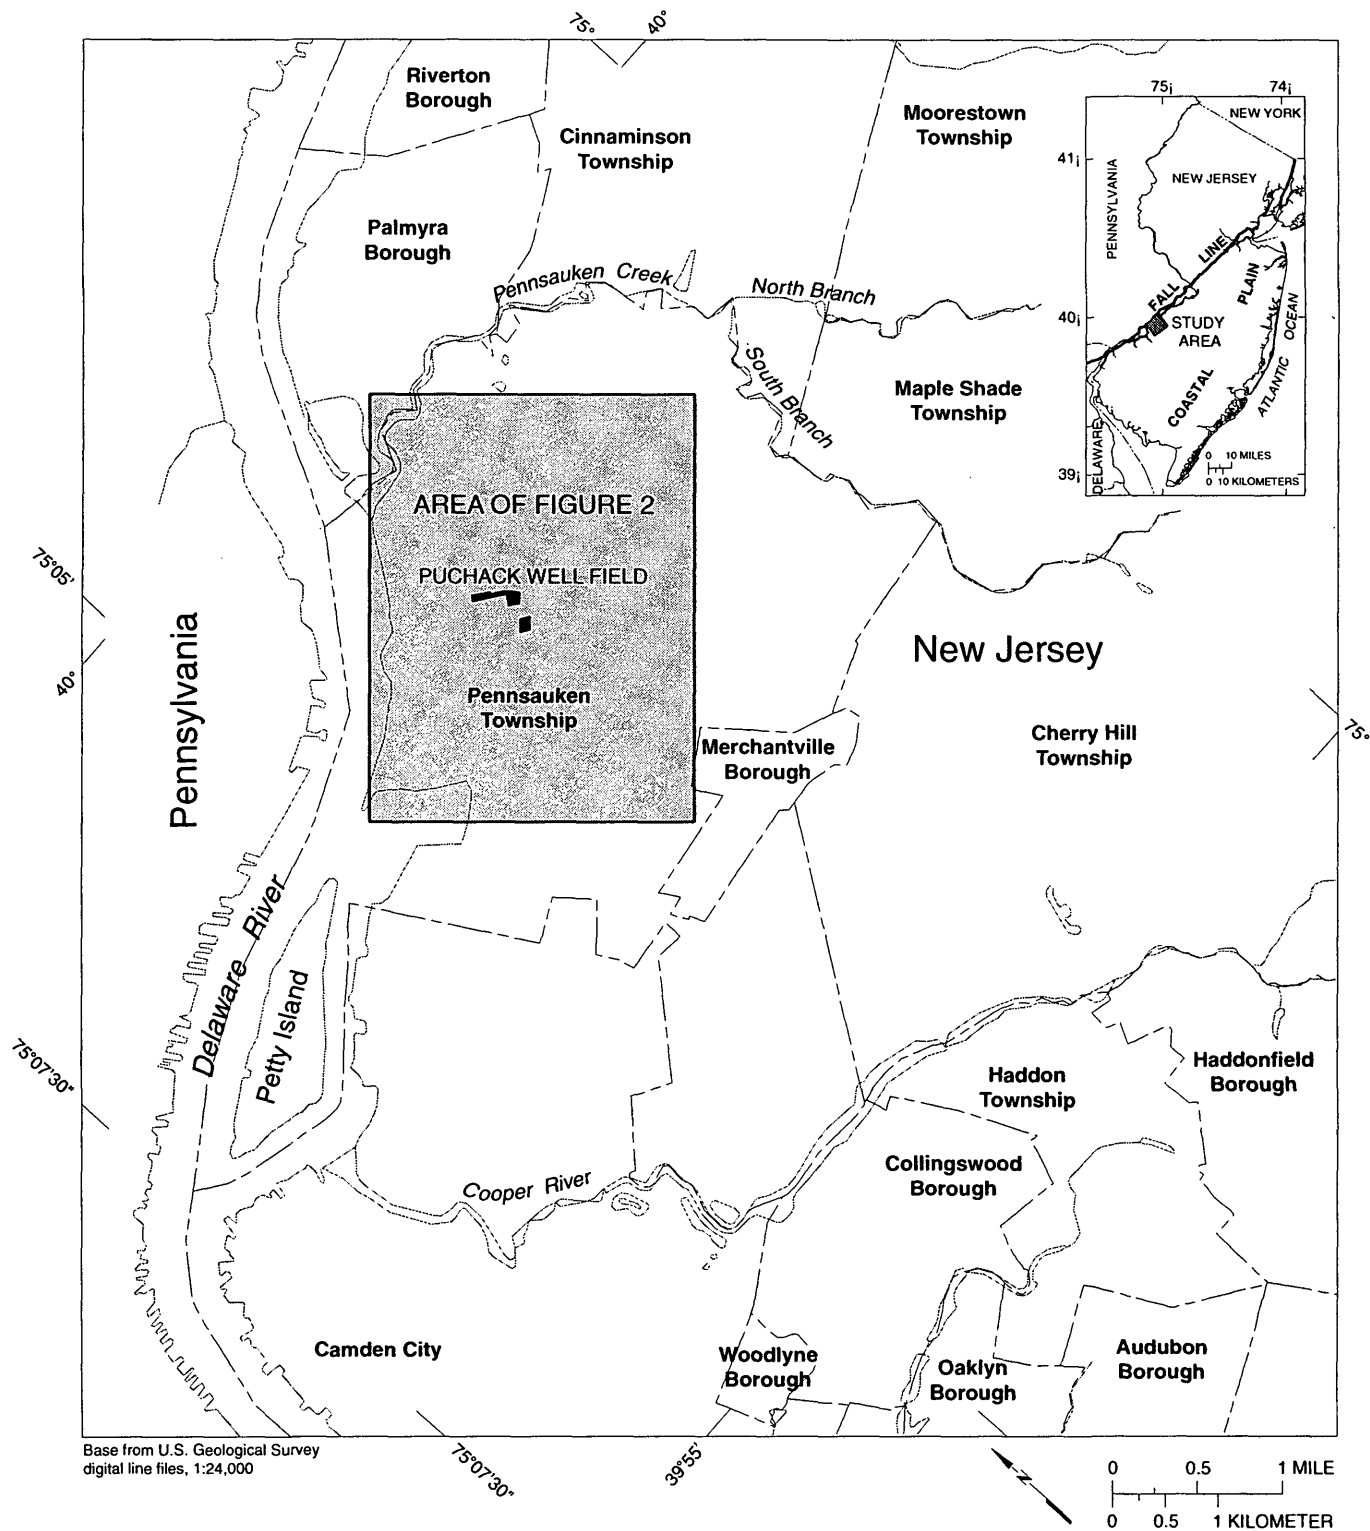 75° 40°
Riverton
Borough
Cinnaminson
Township
Moorestown
Township
Palmyra
Borough
Pennsauken Creek
North Branch
South Branch
Maple Shade
Township
75¡ 74¡
NEW YORK
41¡
PENNSYLVANIA
NEW JERSEY
FALL LINE
PLAIN
40¡
STUDY
AREA
ATLANTIC OCEAN
COASTAL
DELAWARE
0 10 MILES
39¡
0 10 KILOMETERS
AREA OF FIGURE 2
PUCHACK WELL FIELD
Pennsauken
Township
75°05'
40°
Pennsylvania
New Jersey
75°
Merchantville
Borough
Cherry Hill
Township
Delaware River
Petty Island
75°07'30"
Haddon
Township
Haddonfield
Borough
Collingswood
Borough
Cooper River
Camden City
Woodlyne
Borough
Oaklyn
Borough
Audubon
Borough
Base from U.S. Geological Survey
digital line files, 1:24,000
75°07'30"
39°55
N
0 0.5 1 MILE
0 0.5 1 KILOMETER